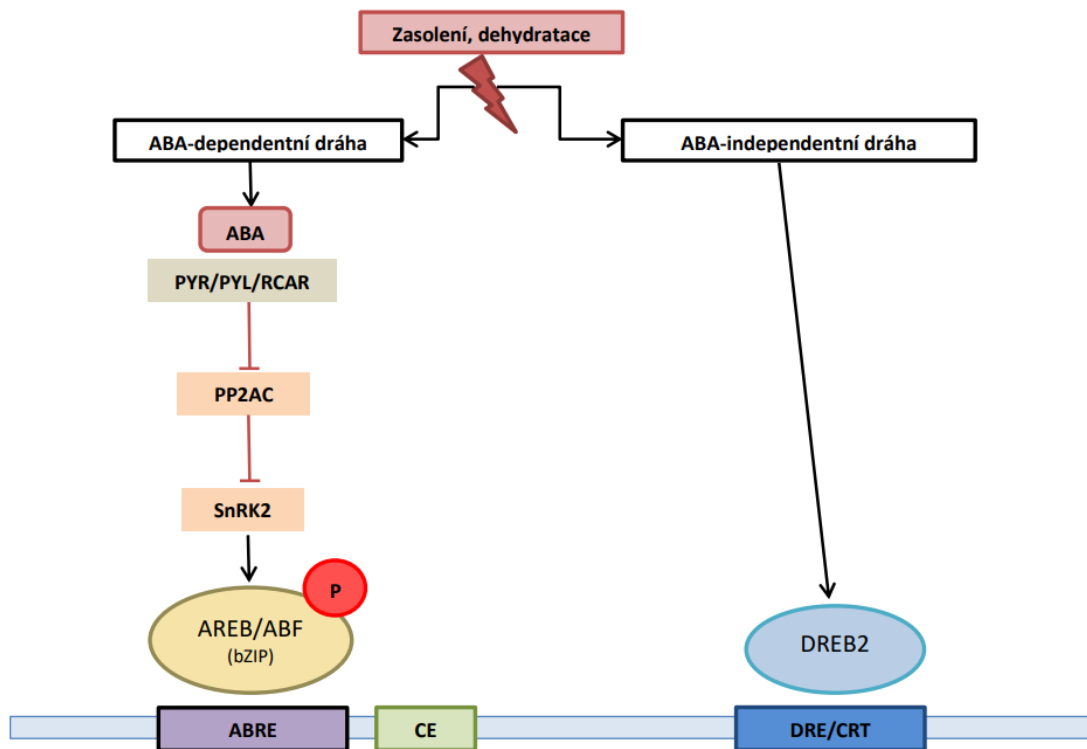 Zasolení, dehydratace
ABA-dependentní dráha
ABA-independentní dráha
ABA
PYR/PYL/RCAR
PP2AC
SnRK2
P
AREB/ABF
(bZIP)
DREB2
ABRE
CE
DRE/CRT